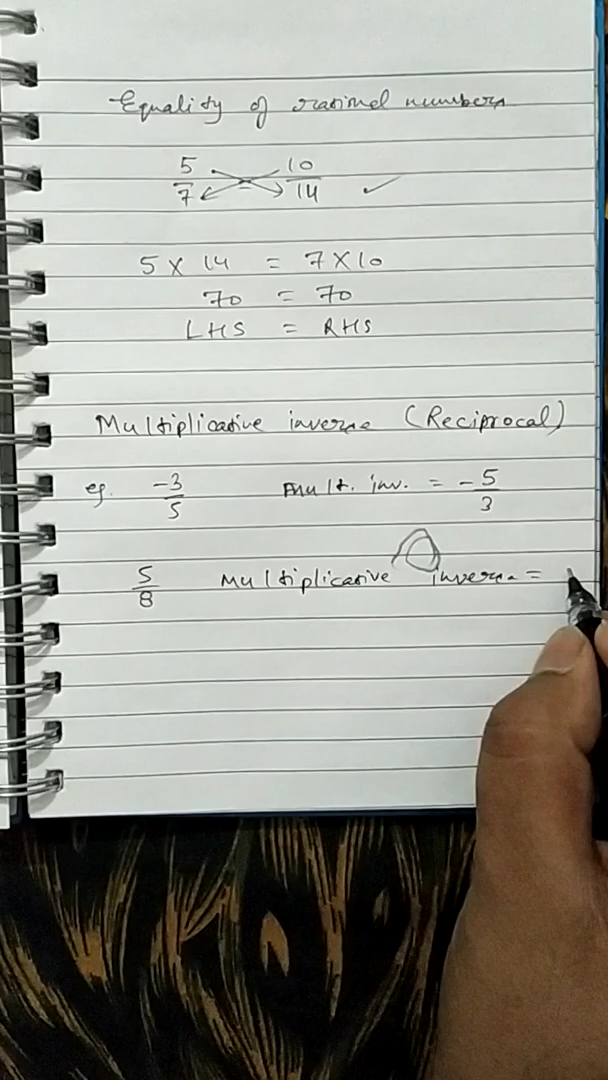 Equality of rational numbers
5/7 = 10/14 ✓
5 × 14 = 7 × 10
70 = 70
LHS = RHS
Multiplicative inverse (Reciprocal)
eg. -3/5 mult. inv. = -5/3
5/8 Multiplicative inverse =